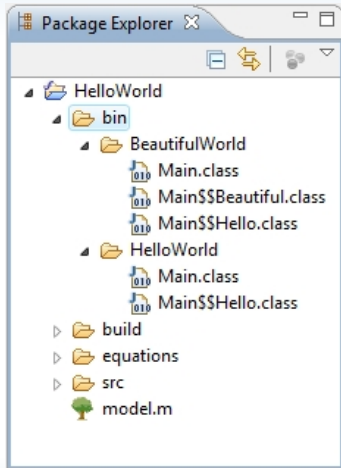 Package Explorer
HelloWorld
bin
BeautifulWorld
Main.class
Main$$Beautiful.class
Main$$Hello.class
HelloWorld
Main.class
Main$$Hello.class
build
equations
src
model.m